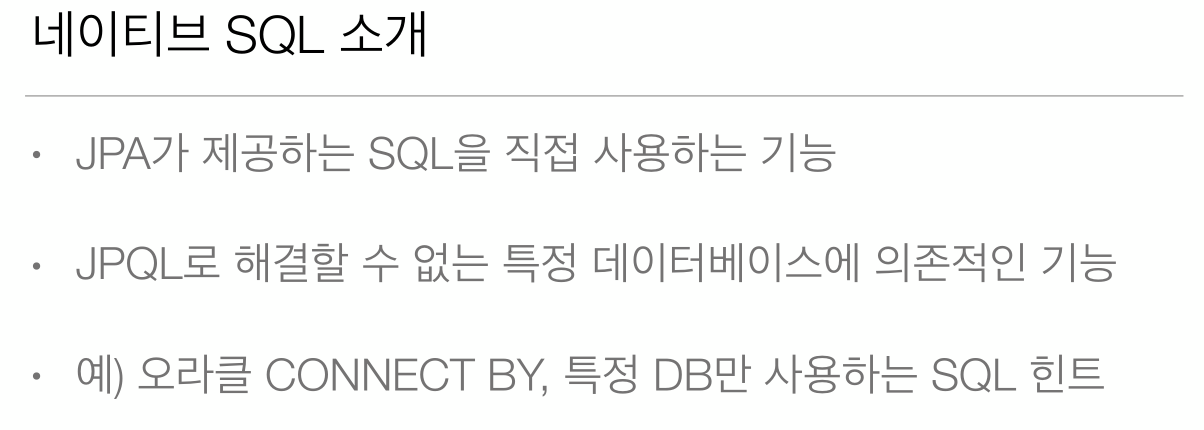 네이티브 SQL 소개
• JPA가 제공하는 SQL을 직접 사용하는 기능
• JPQL로 해결할 수 없는 특정 데이터베이스에 의존적인 기능
• 예) 오라클 CONNECT BY, 특정 DB만 사용하는 SQL 힌트